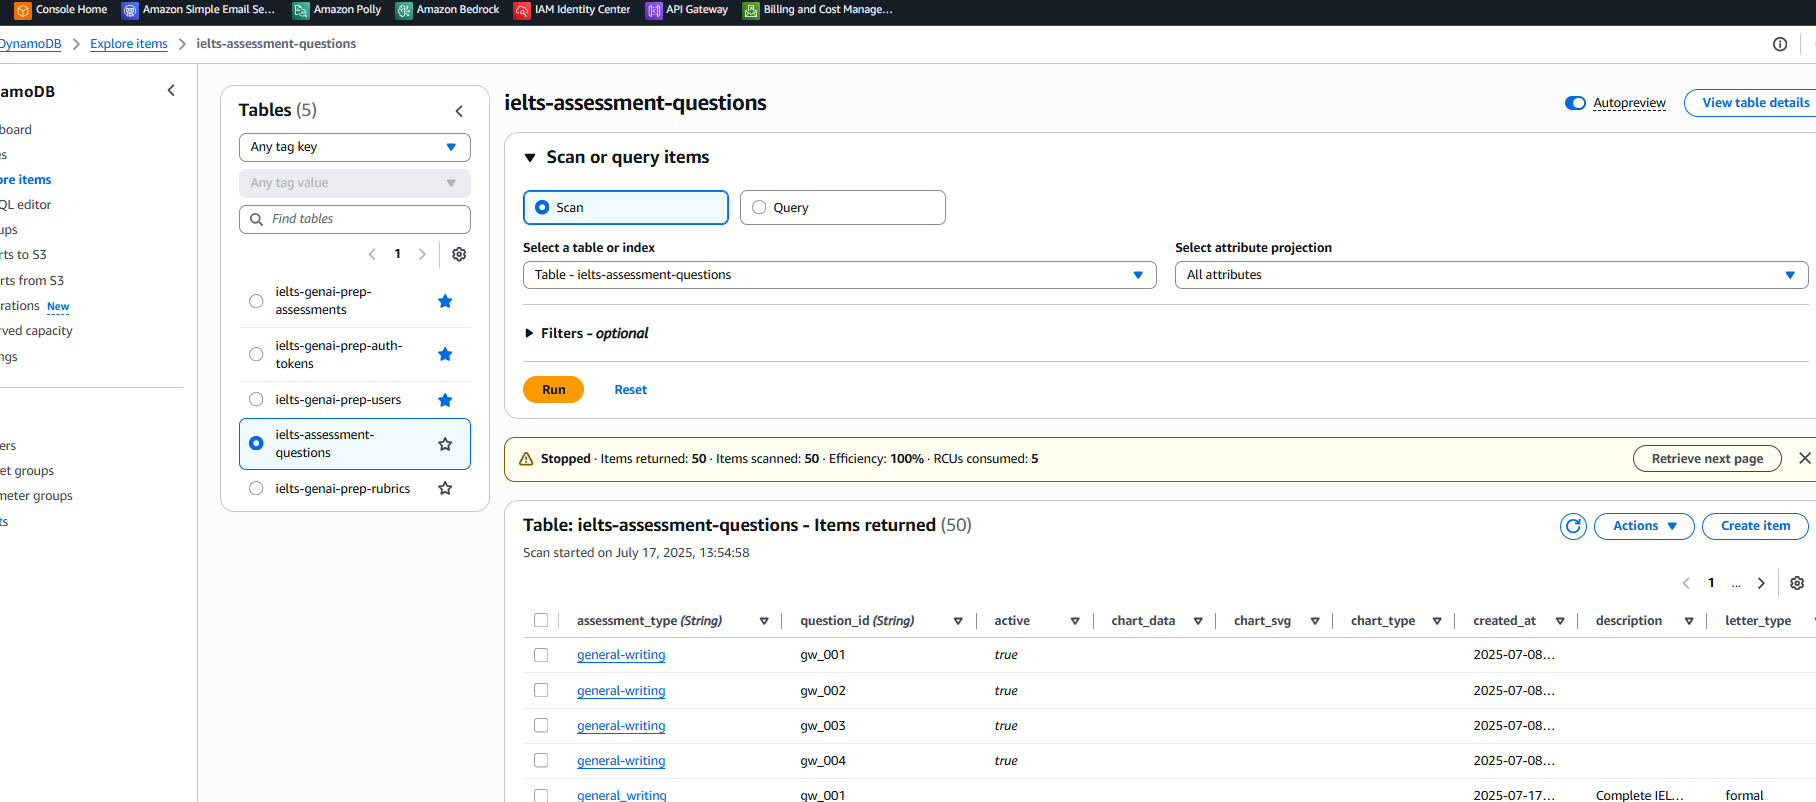 Console Home Amazon Simple Email Se... Amazon Polly Amazon Bedrock IAM Identity Center API Gateway Billing and Cost Manage...
DynamoDB > Explore items > ielts-assessment-questions
amoDB
board
es
ore items
QL editor
ups
rts to S3
rts from S3
rations New
rved capacity
ngs
ers
et groups
meter groups
ts
Tables (5)
Any tag key
Any tag value
Find tables
1
ielts-genai-prep-
assessments
ielts-genai-prep-auth-
tokens
ielts-genai-prep-users
ielts-assessment-
questions
ielts-genai-prep-rubrics
ielts-assessment-questions
Autopreview
View table details
Scan or query items
Scan
Query
Select a table or index
Table - ielts-assessment-questions
Select attribute projection
All attributes
Filters - optional
Run
Reset
Stopped · Items returned: 50 · Items scanned: 50 · Efficiency: 100% · RCUs consumed: 5
Retrieve next page
Table: ielts-assessment-questions - Items returned (50)
Scan started on July 17, 2025, 13:54:58
Actions
Create item
1 ...
assessment_type (String) question_id (String) active chart_data chart_svg chart_type created_at description letter_type
general-writing gw_001 true 2025-07-08...
general-writing gw_002 true 2025-07-08...
general-writing gw_003 true 2025-07-08...
general-writing gw_004 true 2025-07-08...
general_writing gw_001 2025-07-17... Complete IEL... formal